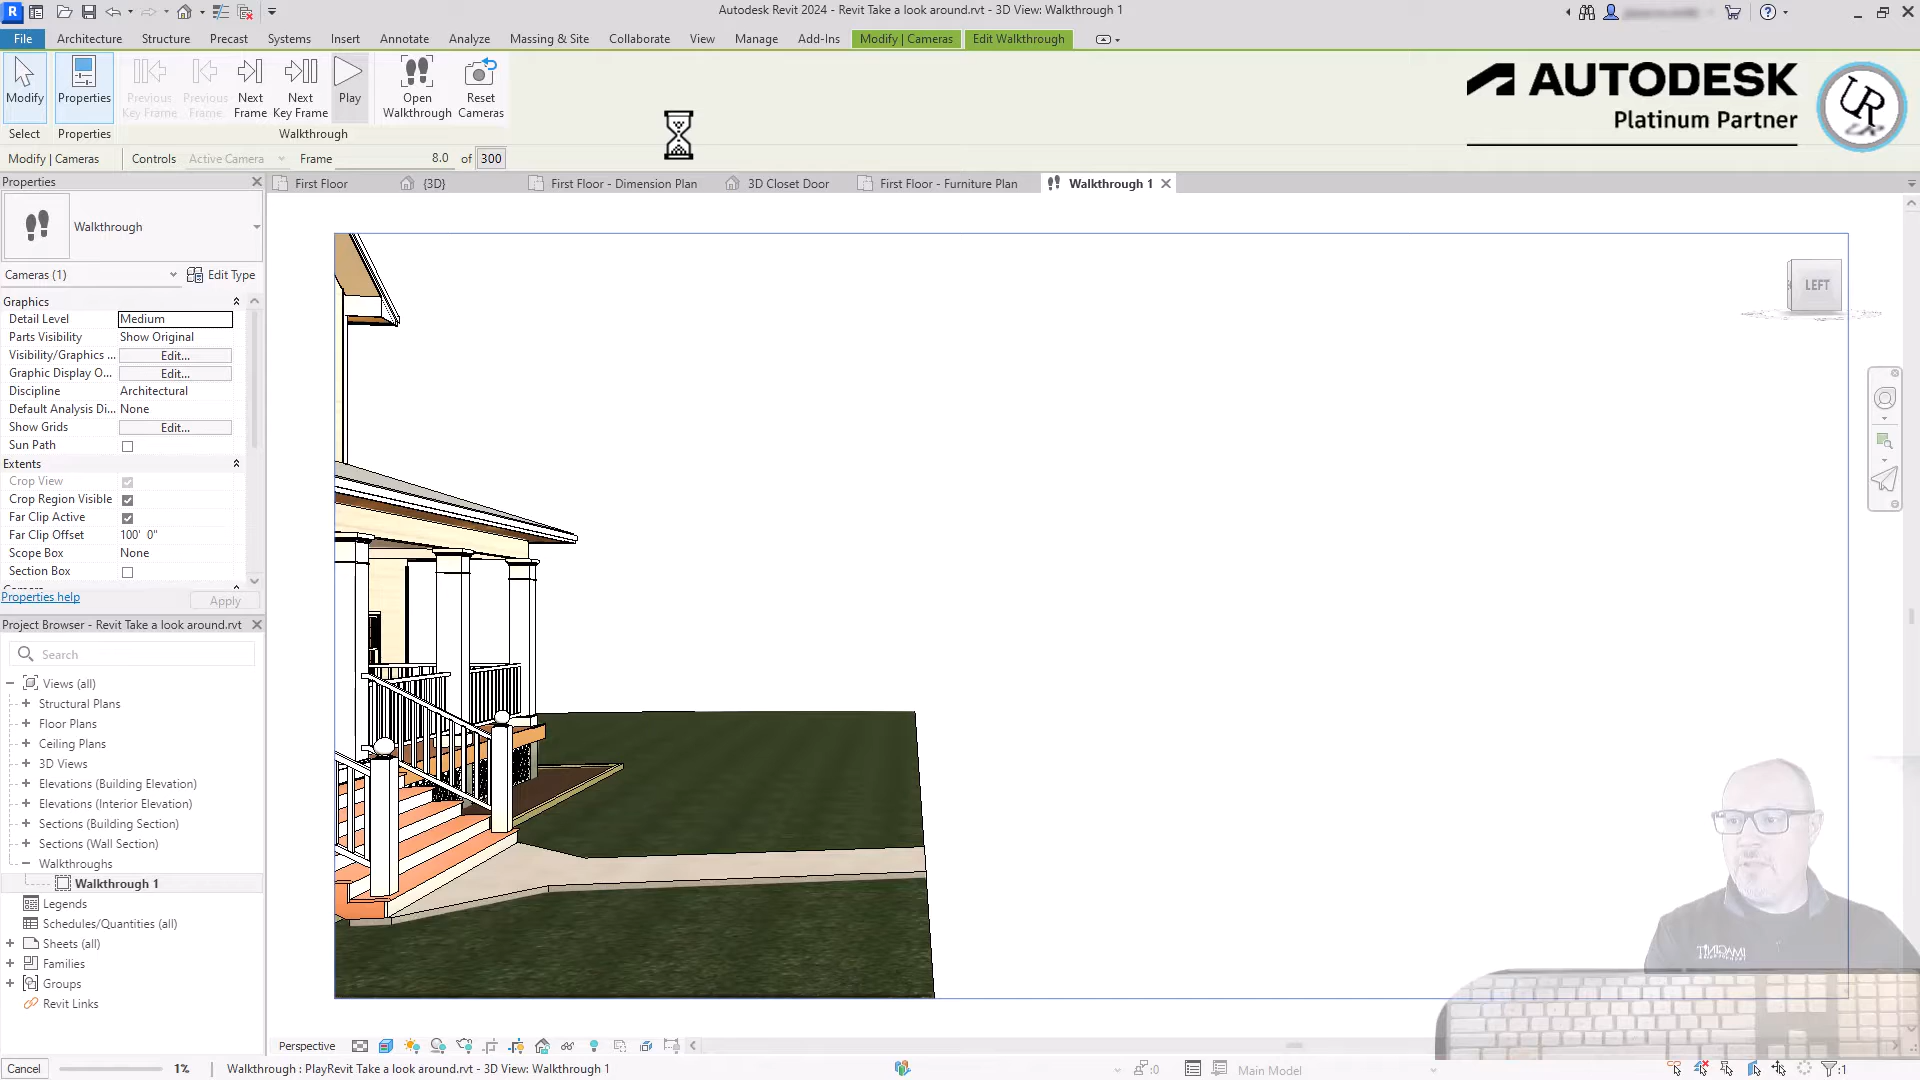 Autodesk Revit 2024 - Revit Take a look around.rvt - 3D View: Walkthrough 1
File Architecture Structure Precast Systems Insert Annotate Analyze Massing & Site Collaborate View Manage Add-Ins Modify | Cameras Edit Walkthrough
Modify Properties Previous Key Frame Previous Frame Next Frame Next Key Frame Play Open Walkthrough Reset Cameras
Select Properties Walkthrough
AUTODESK
Platinum Partner
Modify | Cameras Controls Active Camera Frame 8.0 of 300
Properties
First Floor {3D} First Floor - Dimension Plan 3D Closet Door First Floor - Furniture Plan Walkthrough 1
Walkthrough
Cameras (1) Edit Type
Graphics
Detail Level Medium
Parts Visibility Show Original
Visibility/Graphics ... Edit...
Graphic Display O... Edit...
Discipline Architectural
Default Analysis Di... None
Show Grids Edit...
Sun Path
Extents
Crop View
Crop Region Visible
Far Clip Active
Far Clip Offset 100' 0"
Scope Box None
Section Box
Properties help Apply
LEFT
Project Browser - Revit Take a look around.rvt
Search
Views (all)
Structural Plans
Floor Plans
Ceiling Plans
3D Views
Elevations (Building Elevation)
Elevations (Interior Elevation)
Sections (Building Section)
Sections (Wall Section)
Walkthroughs
Walkthrough 1
Legends
Schedules/Quantities (all)
Sheets (all)
Families
Groups
Revit Links
Perspective
Cancel 1% Walkthrough : PlayRevit Take a look around.rvt - 3D View: Walkthrough 1 :0 Main Model :1